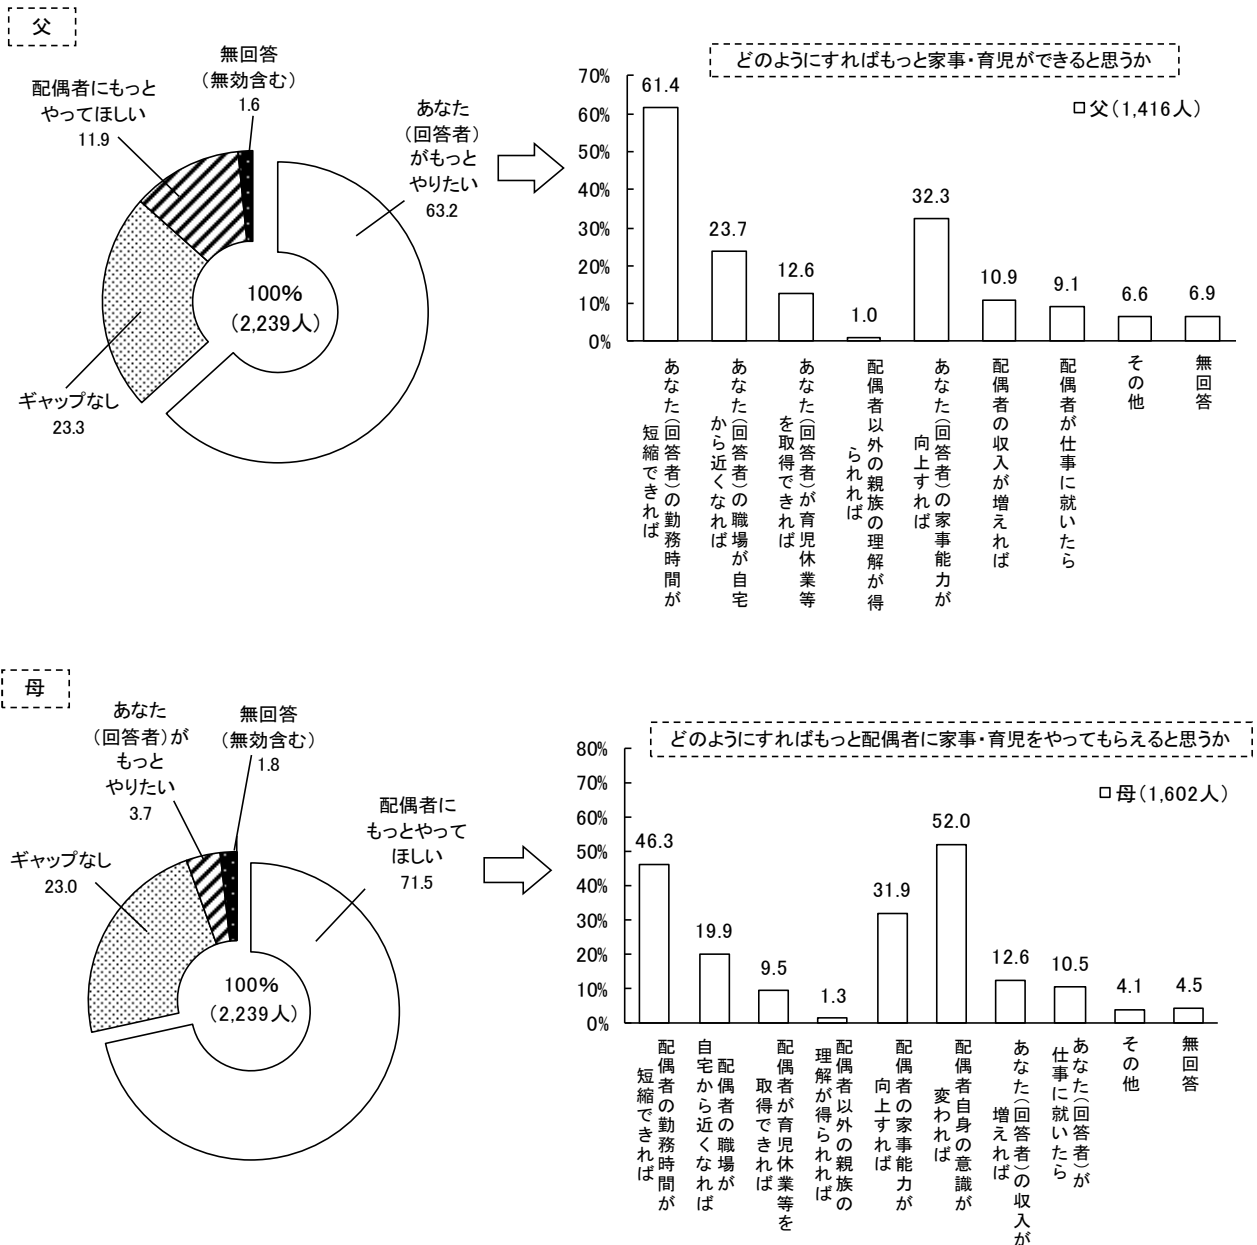 父
無回答
（無効含む）
1.6
配偶者にもっと
やってほしい
11.9
あなた
（回答者）
がもっと
やりたい
63.2
ギャップなし
23.3
100%
（2,239人）
どのようにすればもっと家事・育児ができると思うか
□父（1,416人）
70%
60%
50%
40%
30%
20%
10%
0%
61.4
23.7
12.6
1.0
32.3
10.9
9.1
6.6
6.9
あなた（回答者）の勤務時間が
短縮できれば
あなた（回答者）の職場が自宅
から近くなれば
あなた（回答者）が育児休業等
を取得できれば
配偶者以外の親族の理解が得
られれば
あなた（回答者）の家事能力が
向上すれば
配偶者の収入が増えれば
配偶者が仕事に就いたら
その他
無回答
母
あなた
（回答者）が
もっと
やりたい
3.7
無回答
（無効含む）
1.8
配偶者に
もっとやって
ほしい
71.5
ギャップなし
23.0
100%
（2,239人）
どのようにすればもっと配偶者に家事・育児をやってもらえると思うか
□母（1,602人）
80%
70%
60%
50%
40%
30%
20%
10%
0%
46.3
19.9
9.5
1.3
31.9
52.0
12.6
10.5
4.1
4.5
配偶者の勤務時間が
短縮できれば
配偶者の職場が
自宅から近くなれば
配偶者が育児休業等を
取得できれば
配偶者以外の親族の
理解が得られれば
配偶者の家事能力が
向上すれば
配偶者自身の意識が
変われば
あなた（回答者）の収入が
増えれば
あなた（回答者）が
仕事に就いたら
その他
無回答